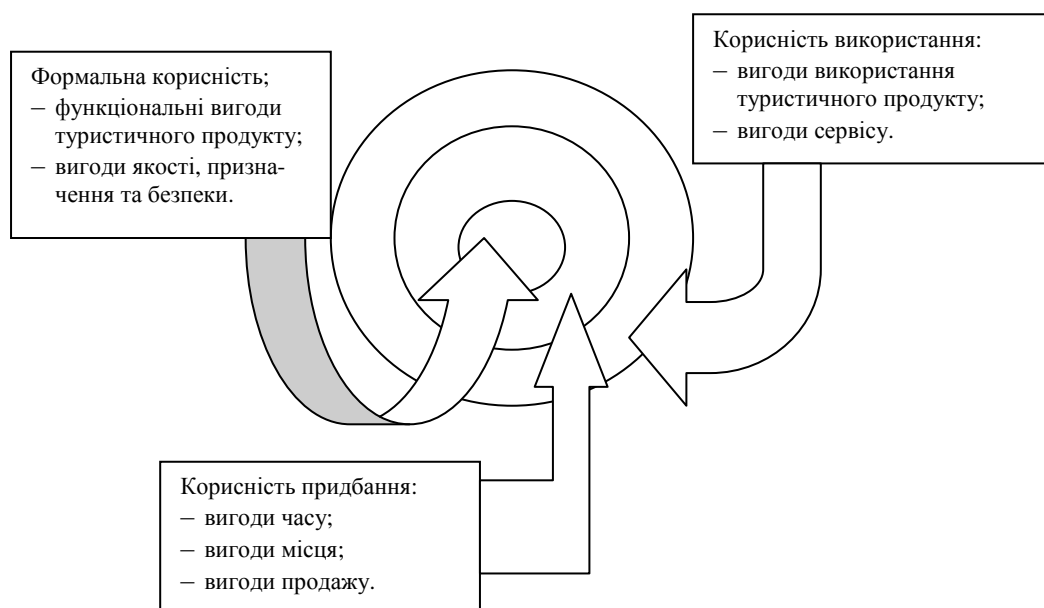 Формальна корисність;
– функціональні вигоди
туристичного продукту;
– вигоди якості, призна-
чення та безпеки.
Корисність використання:
– вигоди використання
туристичного продукту;
– вигоди сервісу.
Корисність придбання:
– вигоди часу;
– вигоди місця;
– вигоди продажу.